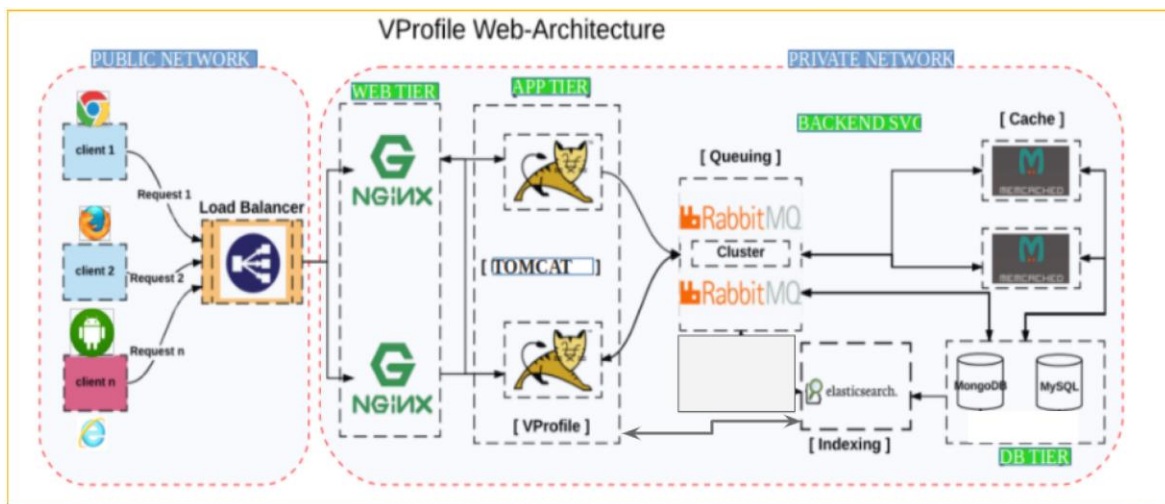 VProfile Web-Architecture
PUBLIC NETWORK
PRIVATE NETWORK
WEB TIER
APP TIER
BACKEND SVC
[ Cache ]
client 1
NGINX
[ Queuing ]
MEMCACHED
Request 1
Load Balancer
RabbitMQ
Cluster
client 2
Request 2
[ TOMCAT ]
MEMCACHED
RabbitMQ
Request n
client n
NGINX
MongoDB
MySQL
elasticsearch.
[ VProfile ]
[ Indexing ]
DB TIER